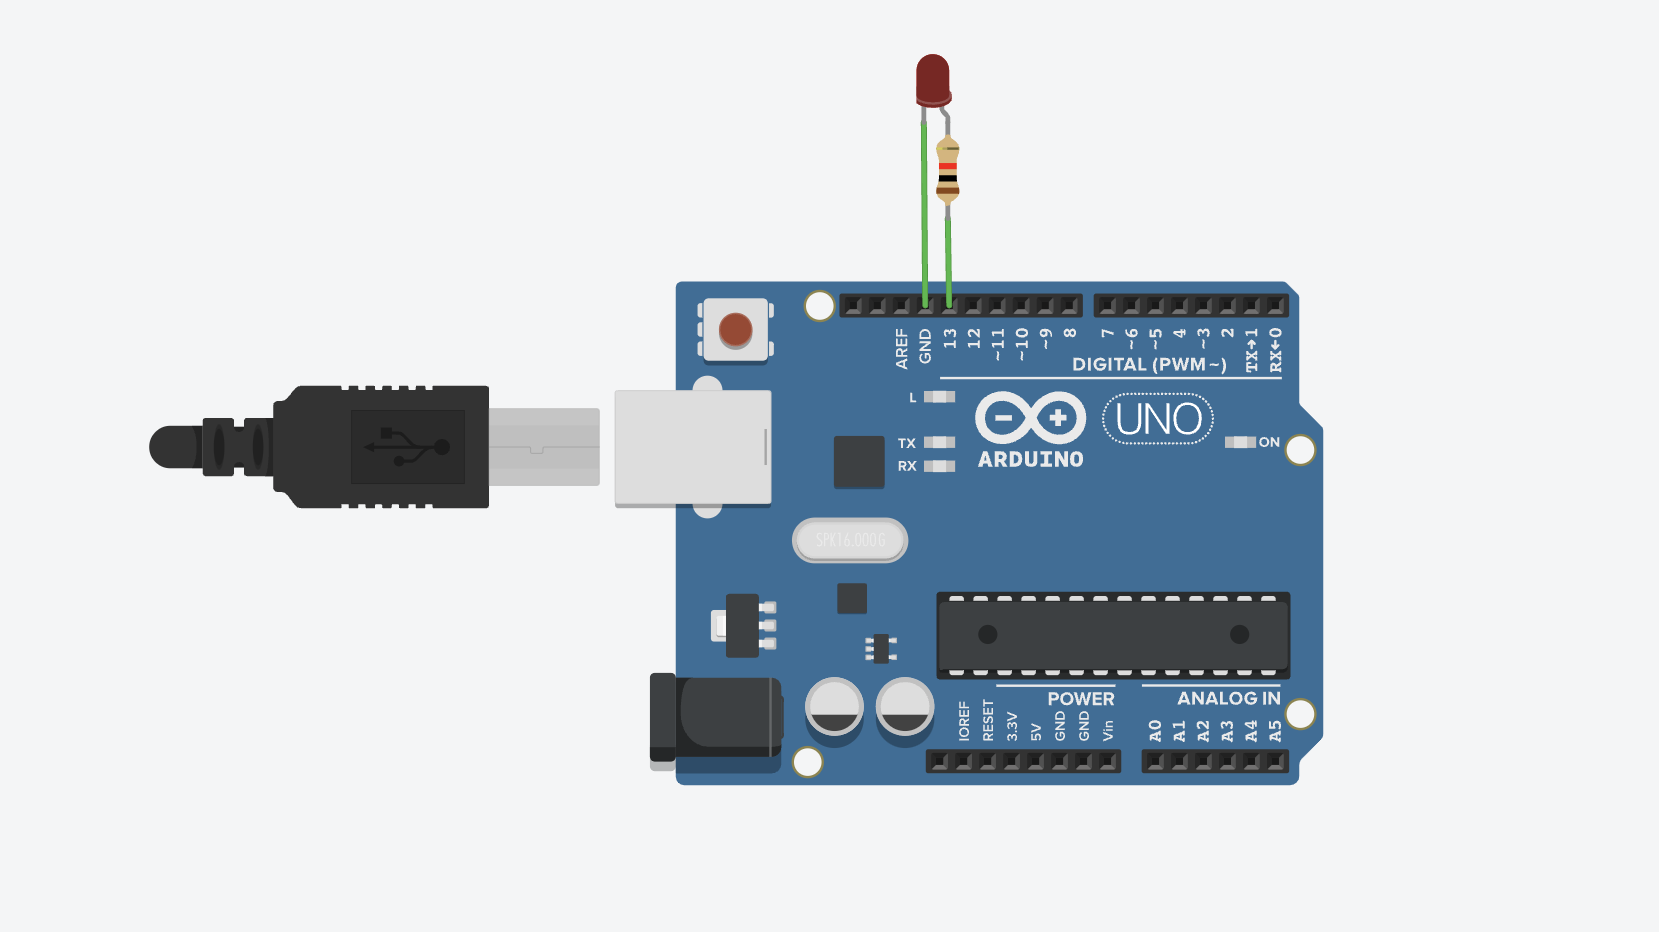 AREF
GND
13
12
~11
~10
~9
8
7
~6
~5
4
~3
2
TX→1
RX←0
DIGITAL (PWM~)
L
TX
RX
ARDUINO
UNO
ON
SPK16.000G
POWER
ANALOG IN
IOREF
RESET
3.3V
5V
GND
GND
Vin
A0
A1
A2
A3
A4
A5